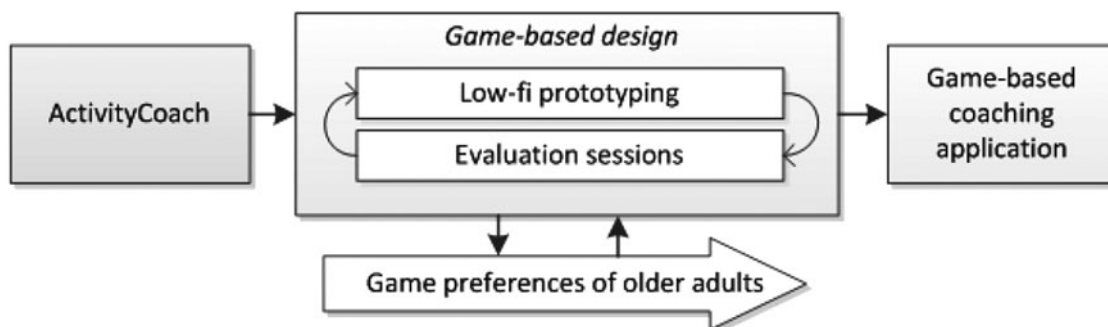 Game-based design
ActivityCoach
Low-fi prototyping
Evaluation sessions
Game-based
coaching
application
Game preferences of older adults